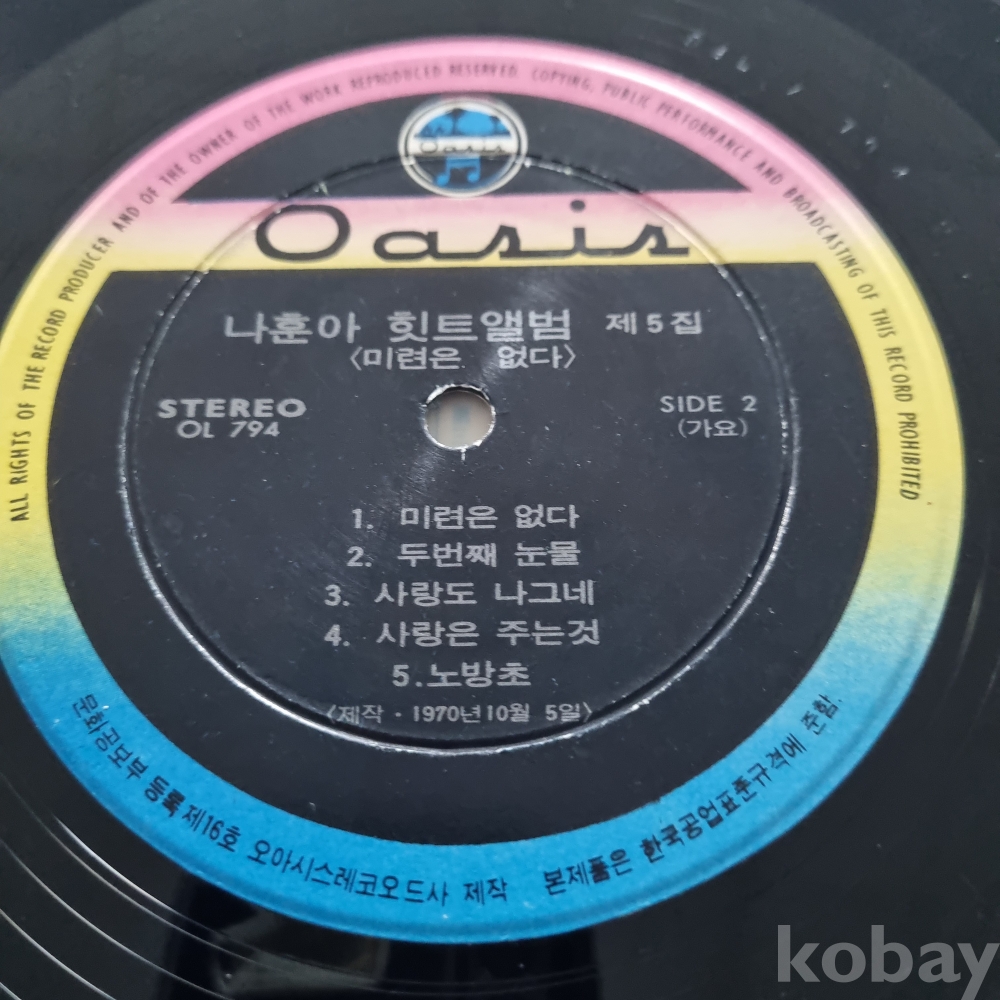 ALL RIGHTS OF THE RECORD PRODUCER AND OF THE OWNER OF THE WORK REPRODUCED RESERVED. COPYING, PUBLIC PERFORMANCE AND BROADCASTING OF THIS RECORD PROHIBITED
Oasis
Oasis
나훈아 힛트앨범 제5집
〈미련은 없다〉
STEREO
OL 794
SIDE 2
(가요)
1. 미련은 없다
2. 두번째 눈물
3. 사랑도 나그네
4. 사랑은 주는것
5.노방초
〈제작·1970년10월 5일〉
문화공보부 등록 제16호 오아시스레코오드사 제작 본제품은 한국공업표준규격에 준함.
kobay